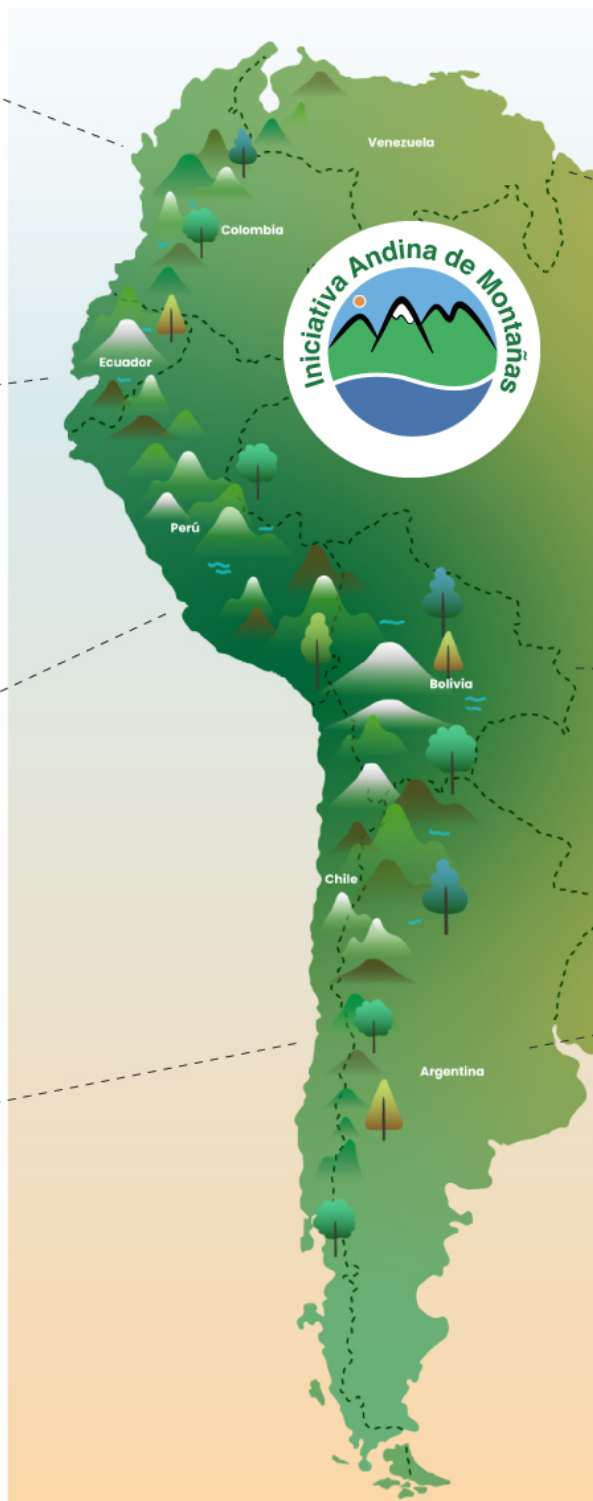 Venezuela
Colombia
Iniciativa Andina de Montañas
Ecuador
Perú
Bolivia
Chile
Argentina